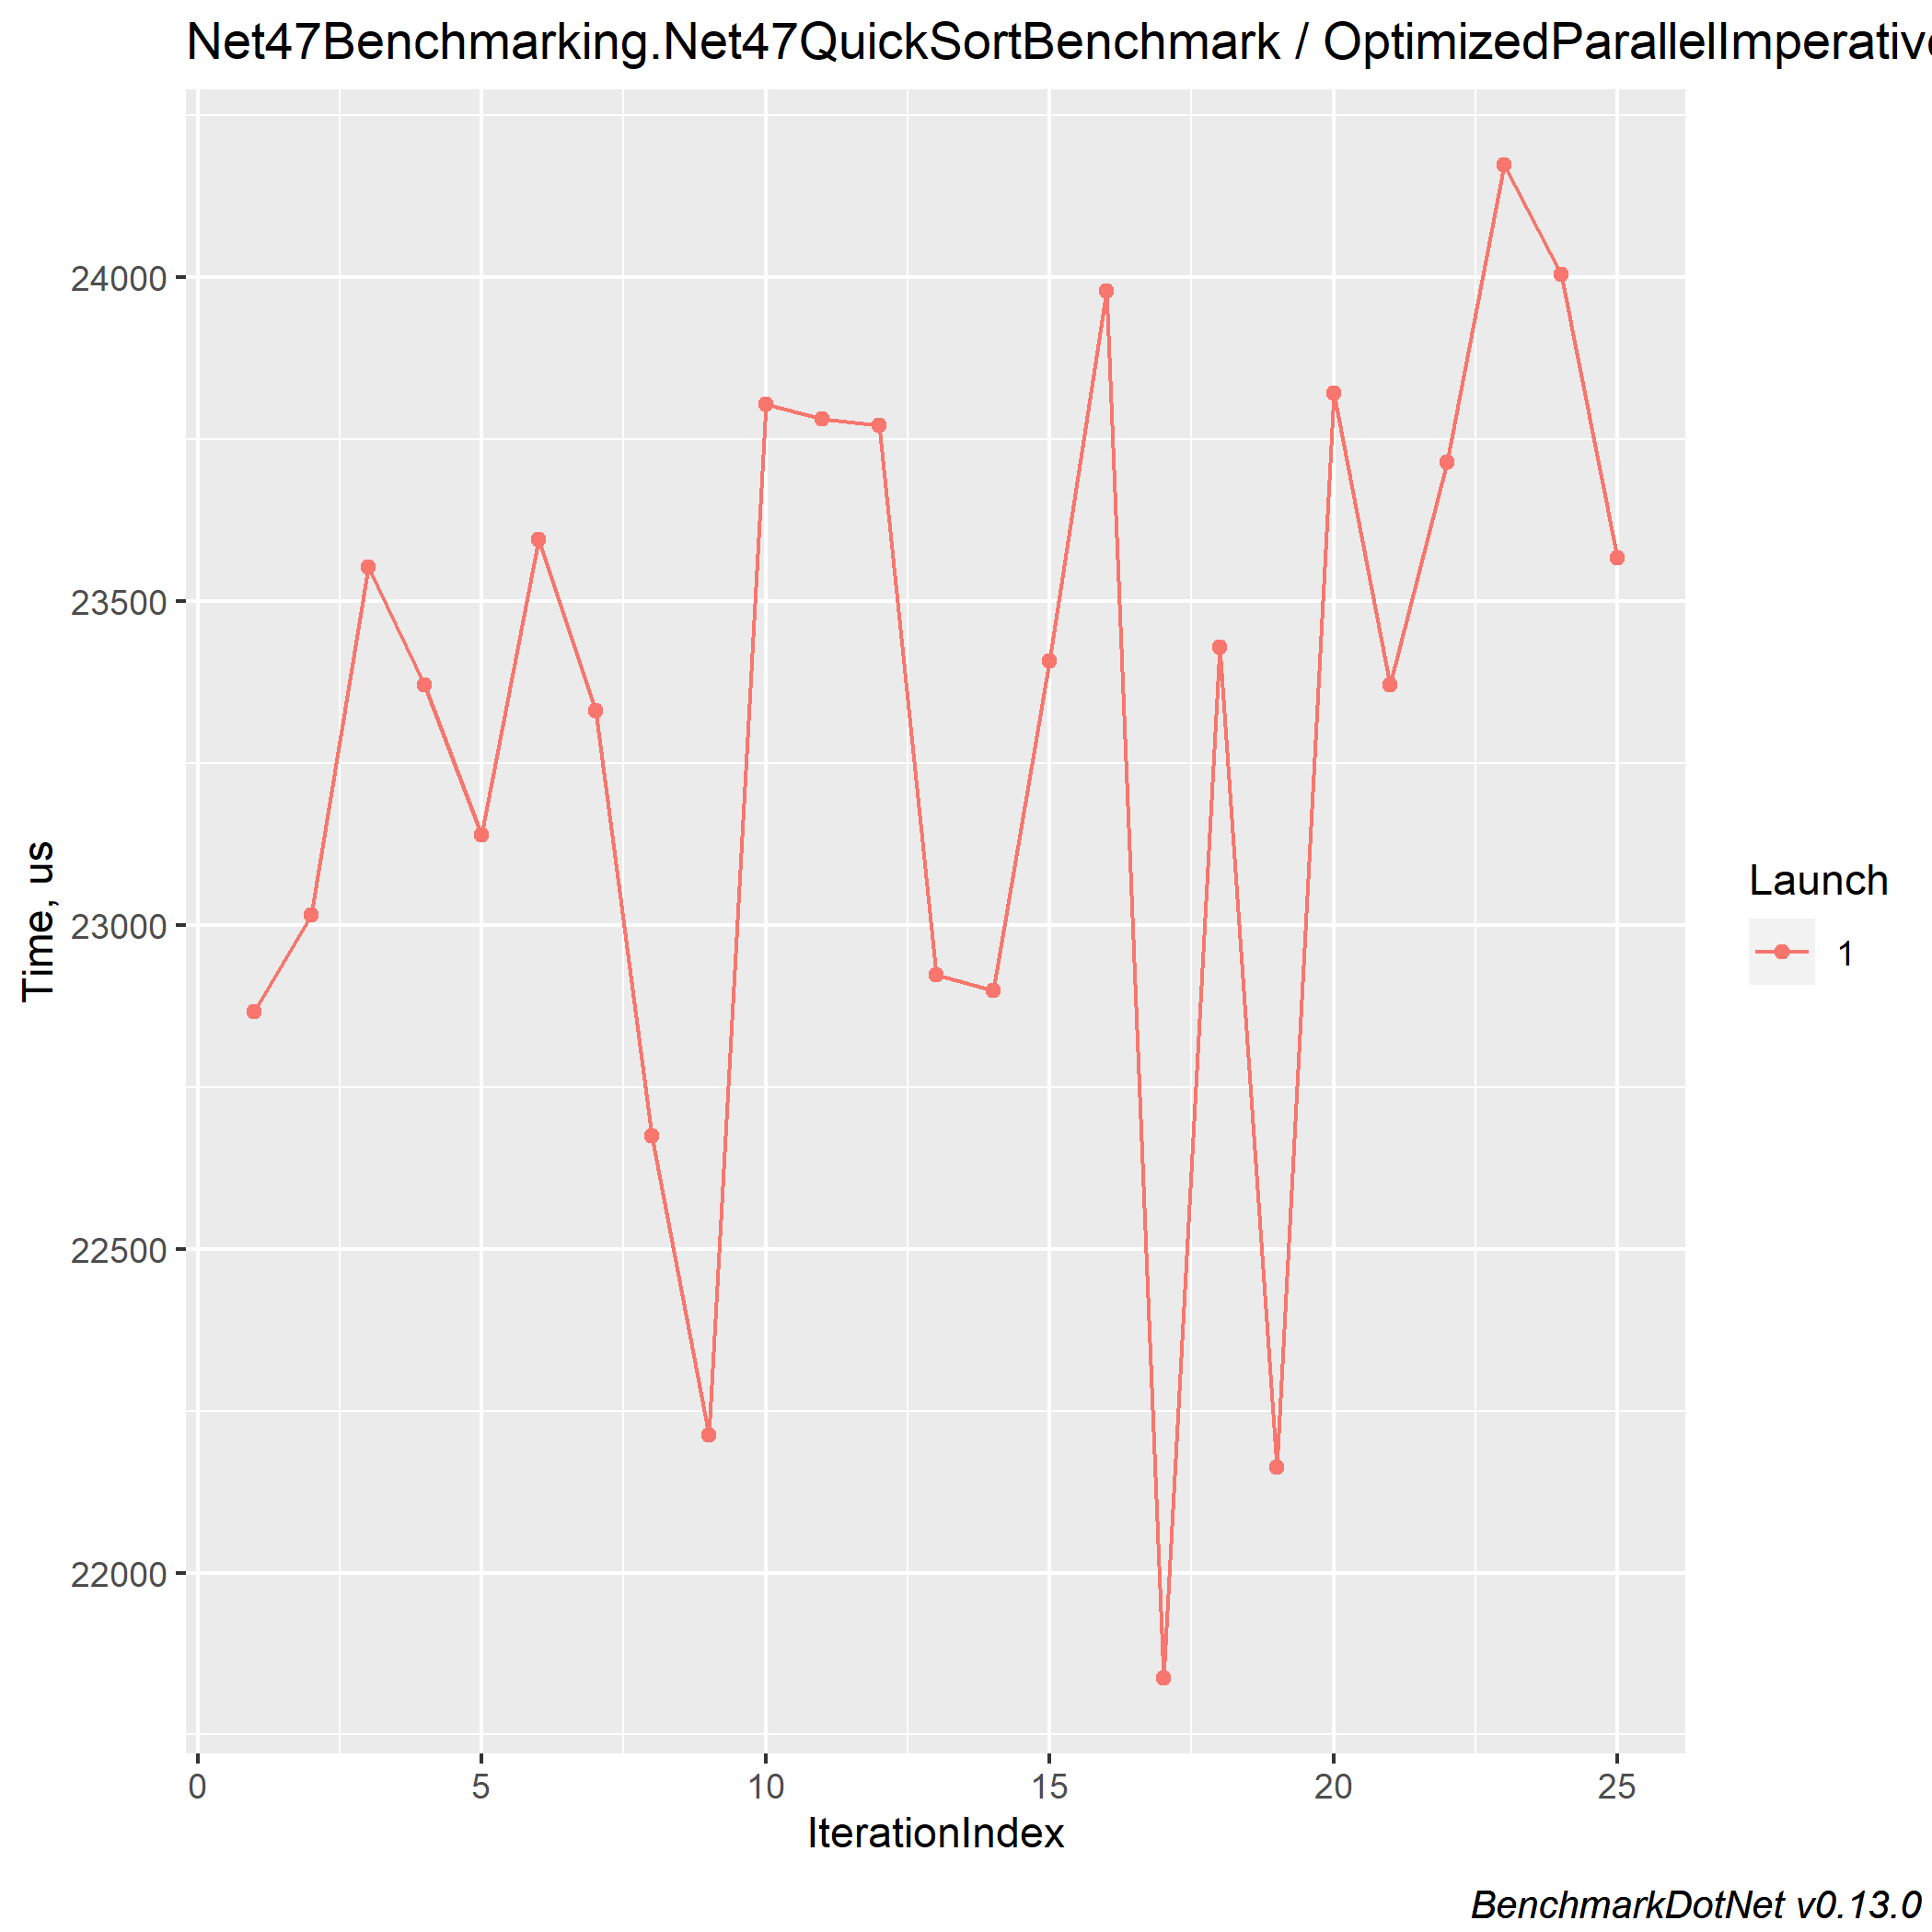 Net47Benchmarking.Net47QuickSortBenchmark / OptimizedParallelImperative
24000
23500
23000
22500
22000
Time, us
0 5 10 15 20 25
IterationIndex
Launch
1
BenchmarkDotNet v0.13.0